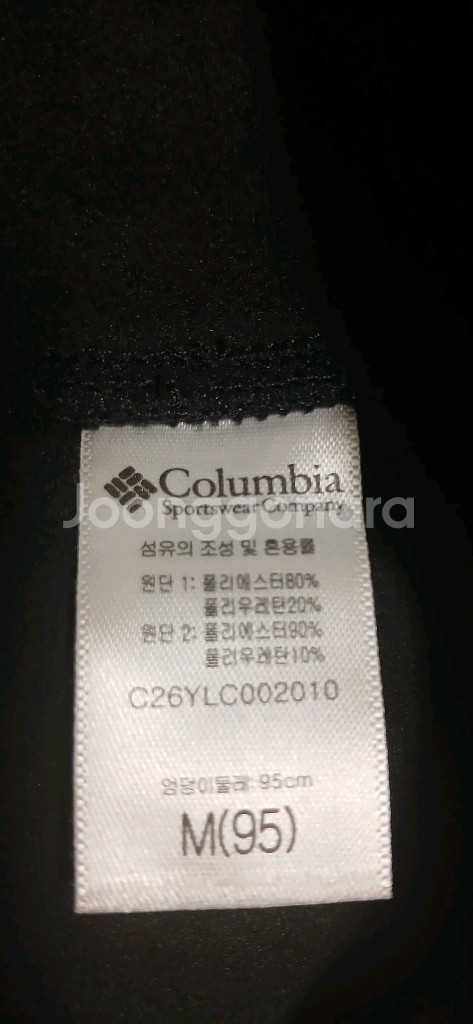 Columbia
Sportswear Company
Joonggonara
섬유의 조성 및 혼용률
원단 1: 폴리에스터80%
폴리우레탄20%
원단 2: 폴리에스터90%
폴리우레탄10%
C26YLC002010
엉덩이둘레: 95cm
M(95)